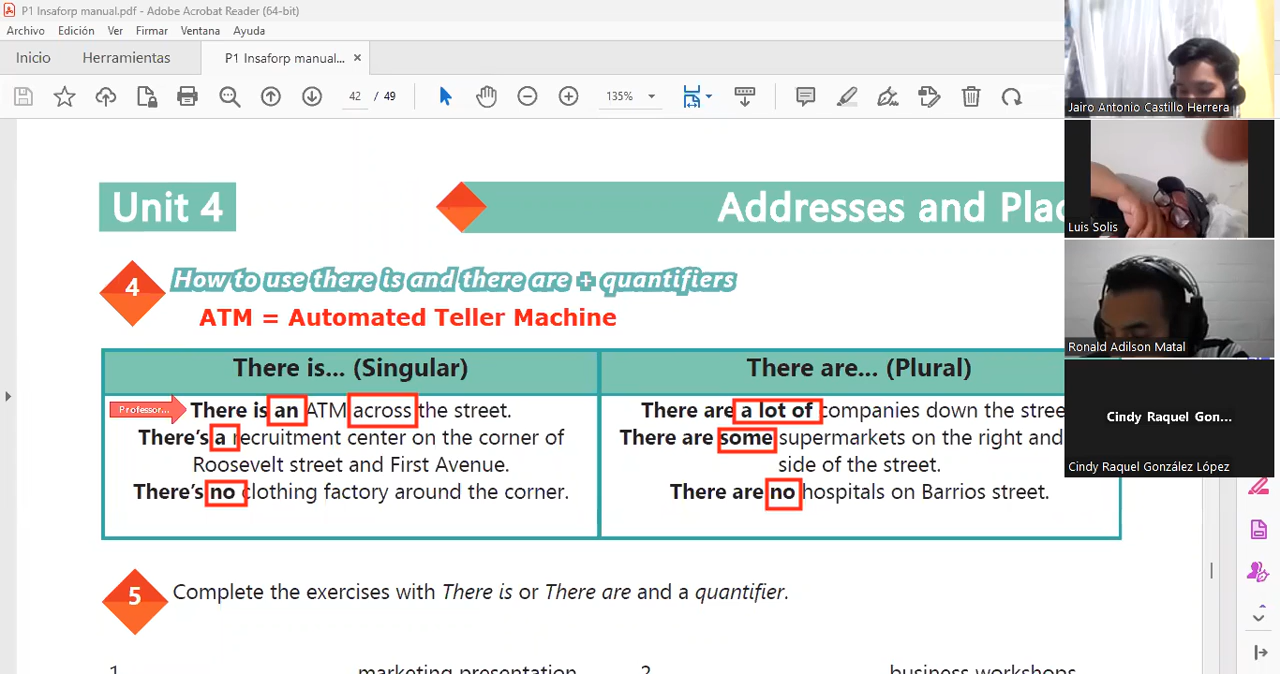 P1 Insaforp manual.pdf - Adobe Acrobat Reader (64-bit)
Archivo Edición Ver Firmar Ventana Ayuda
Inicio Herramientas P1 Insaforp manual... ×
42 / 49 135%
Unit 4
Addresses and Plac
4 How to use there is and there are + quantifiers
ATM = Automated Teller Machine
There is... (Singular)
There are... (Plural)
Professor...
There is an ATM across the street.
There's a recruitment center on the corner of
Roosevelt street and First Avenue.
There's no clothing factory around the corner.
There are a lot of companies down the stree
There are some supermarkets on the right and
side of the street.
There are no hospitals on Barrios street.
5 Complete the exercises with There is or There are and a quantifier.
1 marketing presentation
2 business workshops
Jairo Antonio Castillo Herrera
Luis Solis
Ronald Adilson Matal
Cindy Raquel Gon...
Cindy Raquel González López